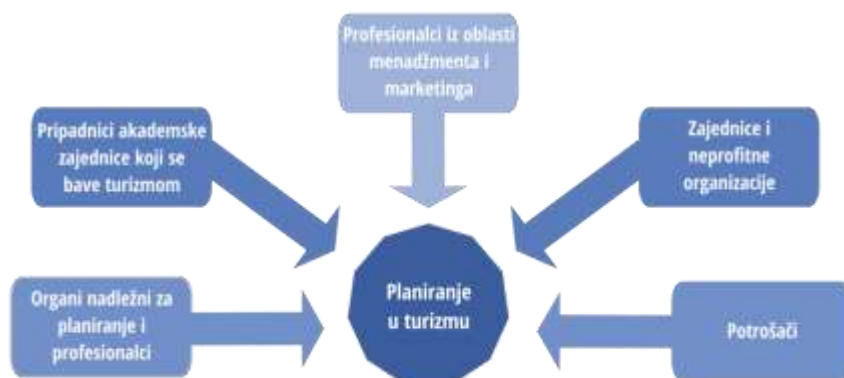 Profesionalci iz oblasti
menadžmenta i
marketinga
Pripadnici akademske
zajednice koji se
bave turizmom
Zajednice i
neprofitne
organizacije
Organi nadležni za
planiranje i
profesionalci
Planiranje
u turizmu
Potrošači